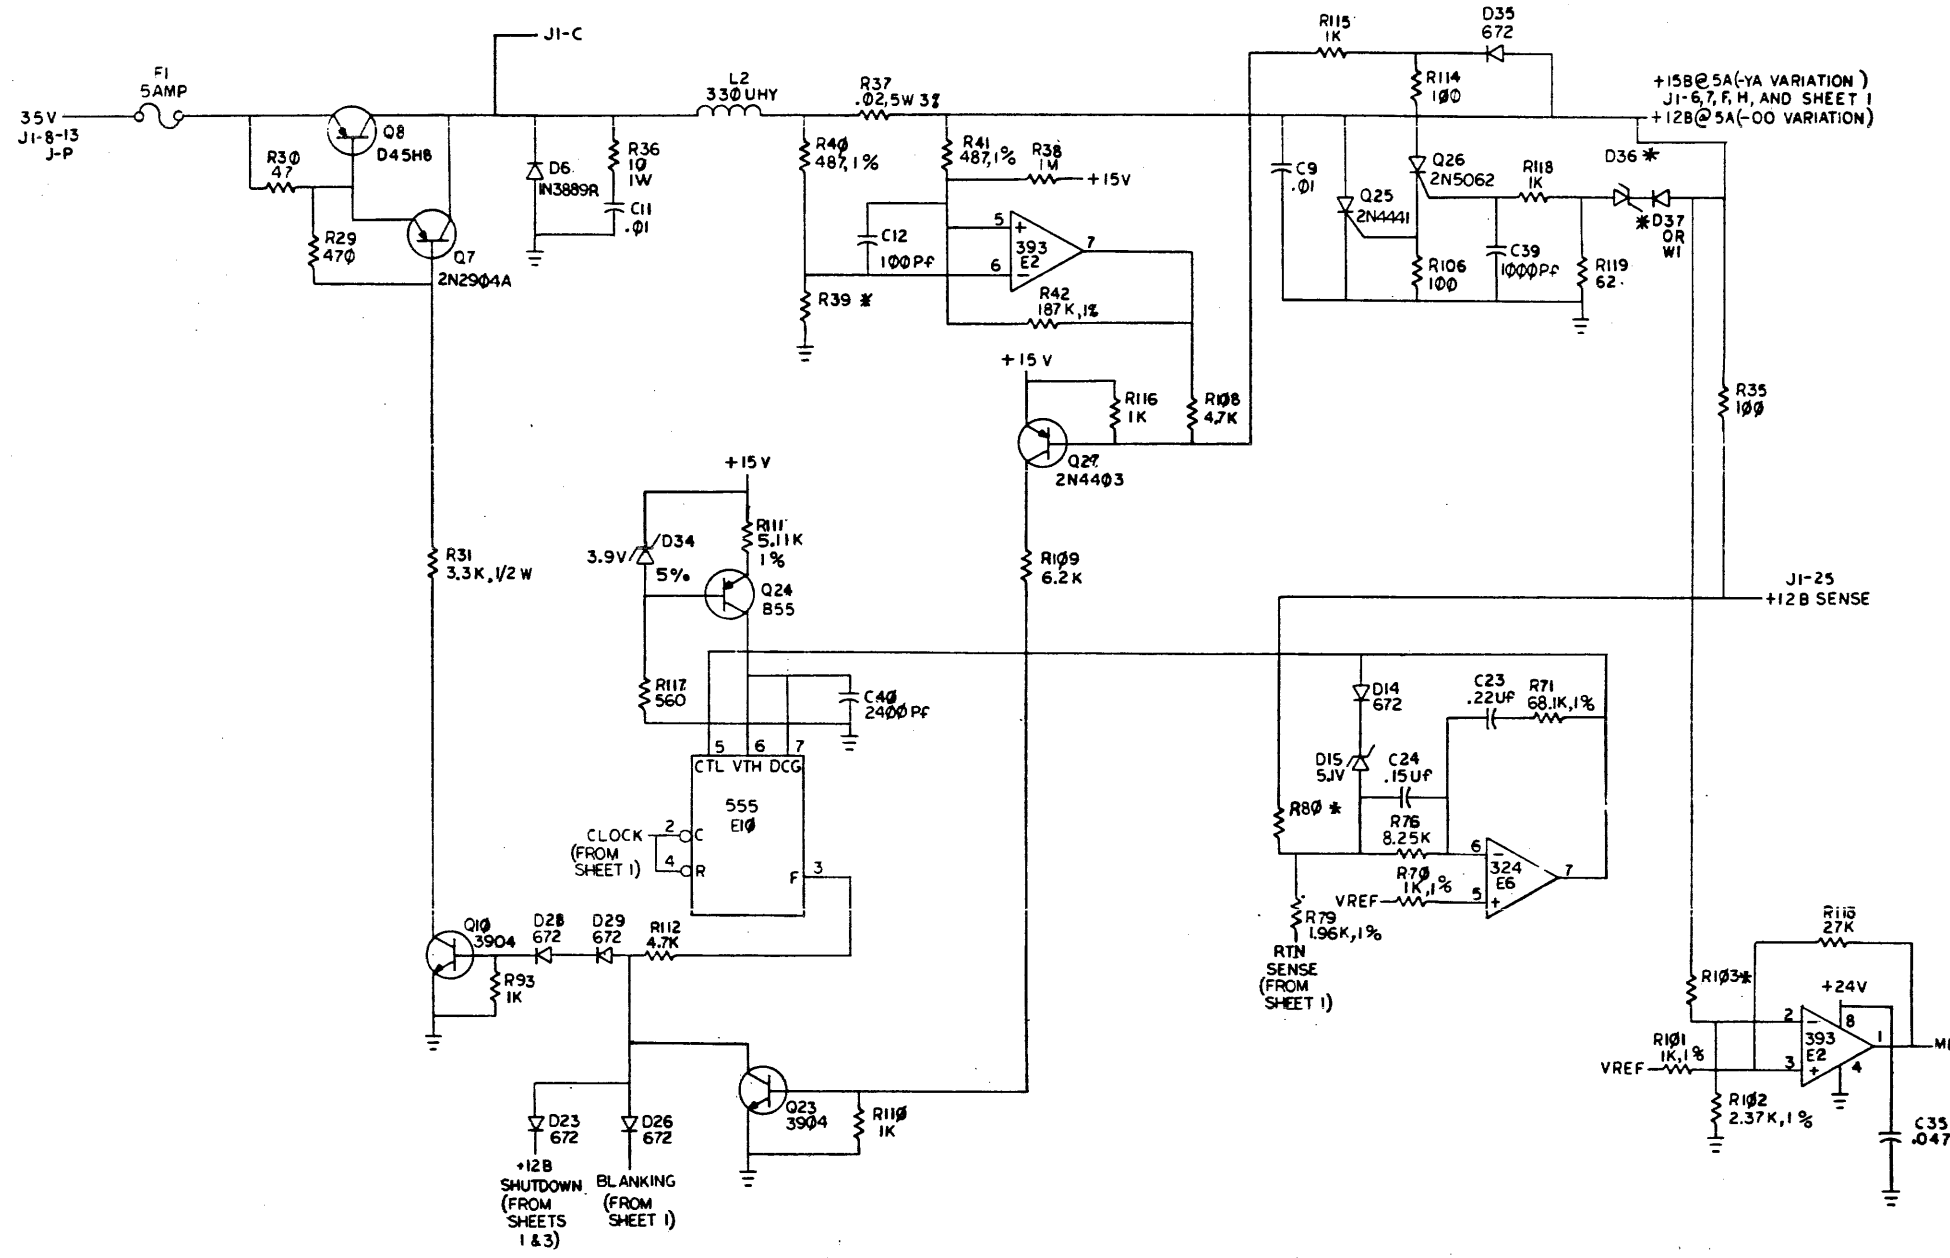 J1-C
F1
5AMP
35V
J1-8-13
J-P
Q8
D45H8
R30
47
R29
470
Q7
2N2904A
D6
1N3889R
R36
10
1W
C11
.01
L2
330UHY
R37
.02,5W 3%
R40
487,1%
R41
487,1%
R38
1M
+15V
C12
100Pf
5
+
393
E2
6
-
7
R39 *
R42
187K,1%
R115
1K
D35
672
R114
100
+15B@5A(-YA VARIATION)
J1-6,7,F,H, AND SHEET 1
+12B@5A(-OO VARIATION)
C9
.01
Q25
2N4441
Q26
2N5062
R118
1K
D36 *
* D37
OR
W1
R106
100
C39
1000Pf
R119
62
+15V
R116
1K
R108
4.7K
Q27
2N4403
R35
100
R31
3.3K,1/2W
+15V
3.9V
D34
5%
R111
5.11K
1%
Q24
B55
R109
6.2K
J1-25
+12B SENSE
R117
560
C40
2400Pf
5 6 7
CTL VTH DCG
555
E10
CLOCK
(FROM
SHEET 1)
2
C
4
R
F
3
D14
672
C23
.22Uf
R71
68.1K,1%
D15
5.1V
C24
.15Uf
R80 *
R76
8.25K
6
-
324
E6
7
R70
1K,1%
5
+
VREF
R79
1.96K,1%
RTN
SENSE
(FROM
SHEET 1)
Q10
3904
D28
672
D29
672
R112
4.7K
R93
1K
R103*
R113
27K
+24V
2
-
8
393
E2
1
R101
1K,1%
VREF
3
+
4
R102
2.37K,1%
C35
.047
D23
672
D26
672
Q23
3904
R110
1K
+12B
SHUTDOWN
(FROM
SHEETS
1 &3)
BLANKING
(FROM
SHEET 1)